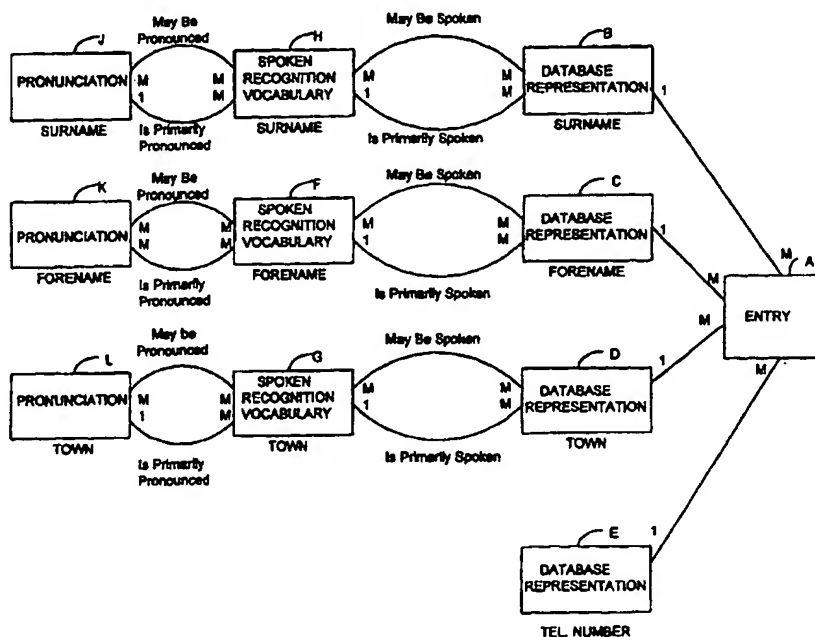 May Be
Pronounced
May Be Spoken
J
H
B
PRONUNCIATION
M
1
M
M
SPOKEN
RECOGNITION
VOCABULARY
M
1
M
M
DATABASE
REPRESENTATION
1
SURNAME
Is Primarily
Pronounced
SURNAME
Is Primarily Spoken
SURNAME
May Be
Pronounced
May Be Spoken
K
F
C
PRONUNCIATION
M
M
M
M
SPOKEN
RECOGNITION
VOCABULARY
M
1
M
M
DATABASE
REPRESENTATION
1
FORENAME
Is Primarily
Pronounced
FORENAME
Is Primarily Spoken
FORENAME
M
A
M
M
ENTRY
M
May be
Pronounced
May Be Spoken
L
G
D
PRONUNCIATION
M
1
M
M
SPOKEN
RECOGNITION
VOCABULARY
M
1
M
M
DATABASE
REPRESENTATION
1
TOWN
Is Primarily
Pronounced
TOWN
Is Primarily Spoken
TOWN
E
1
DATABASE
REPRESENTATION
TEL. NUMBER